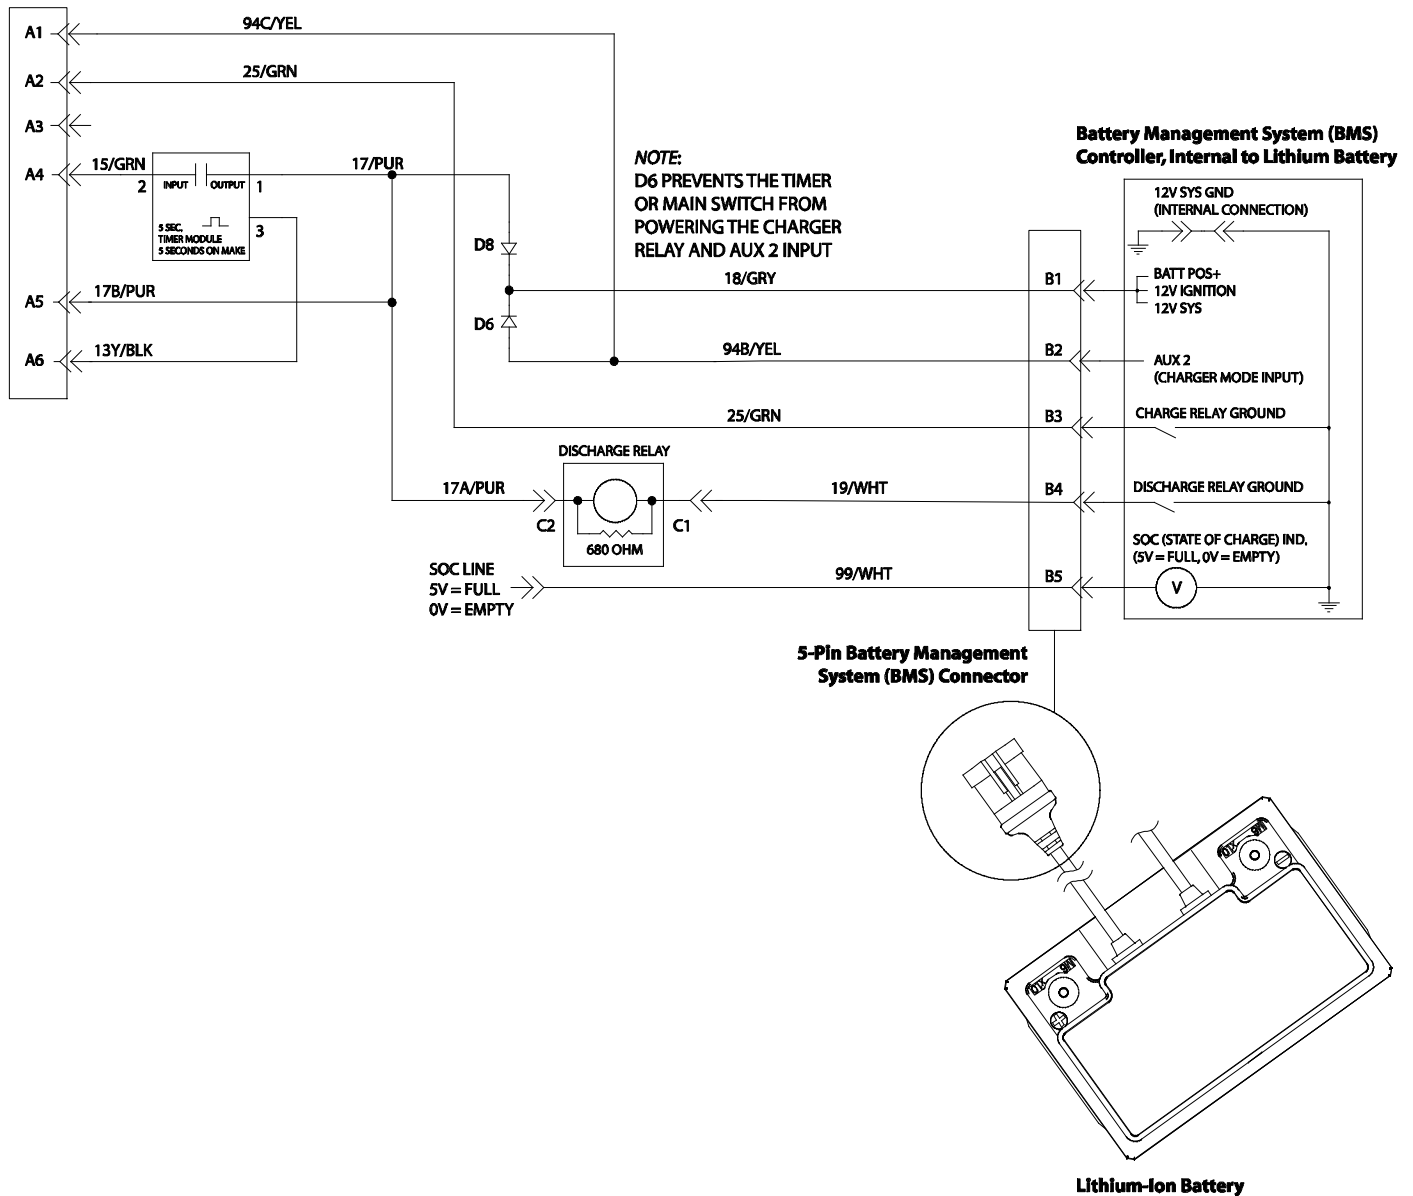 A1
94C/YEL
A2
25/GRN
A3
A4
15/GRN
2
INPUT
OUTPUT
1
17/PUR
5 SEC,
TIMER MODULE
5 SECONDS ON MAKE
3
A5
17B/PUR
A6
13Y/BLK
NOTE:
D6 PREVENTS THE TIMER
OR MAIN SWITCH FROM
POWERING THE CHARGER
RELAY AND AUX 2 INPUT
D8
18/GRY
D6
94B/YEL
25/GRN
DISCHARGE RELAY
17A/PUR
C2
C1
680 OHM
19/WHT
SOC LINE
5V = FULL
0V = EMPTY
99/WHT
B1
B2
B3
B4
B5
Battery Management System (BMS)
Controller, Internal to Lithium Battery
12V SYS GND
(INTERNAL CONNECTION)
BATT POS+
12V IGNITION
12V SYS
AUX 2
(CHARGER MODE INPUT)
CHARGE RELAY GROUND
DISCHARGE RELAY GROUND
SOC (STATE OF CHARGE) IND,
(5V = FULL, 0V = EMPTY)
V
5-Pin Battery Management
System (BMS) Connector
Lithium-Ion Battery